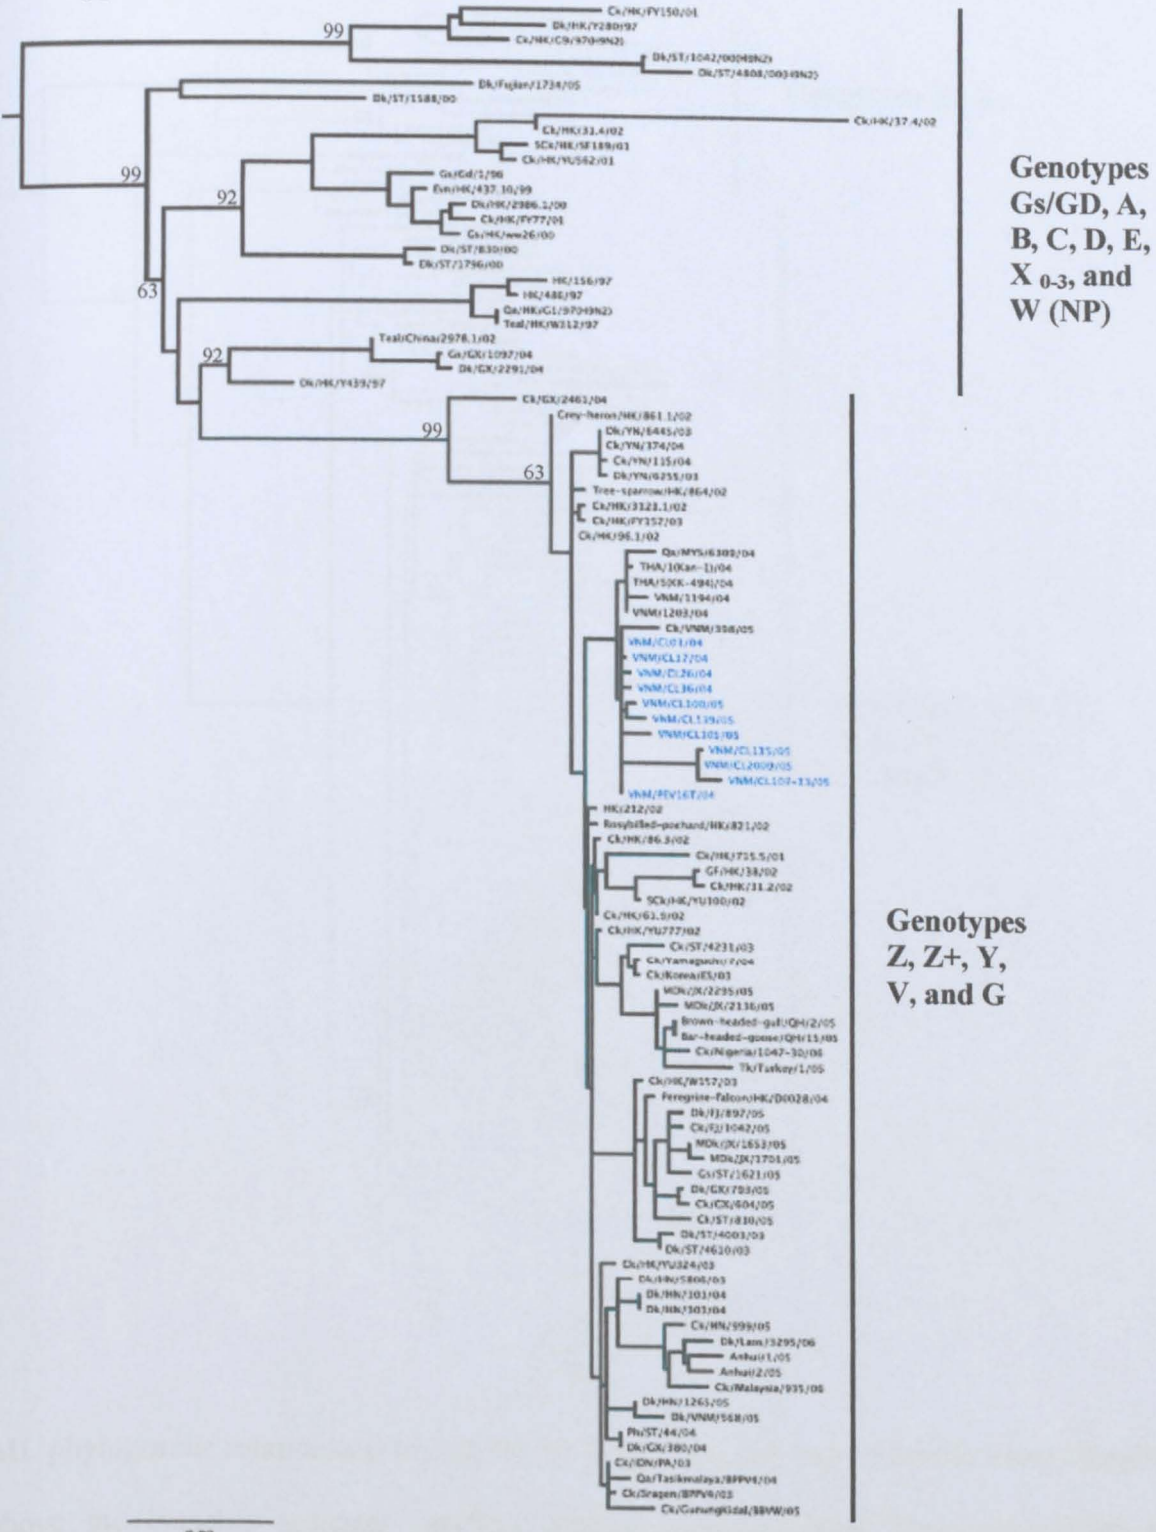 Ck/HK/FY150/01
Dk/HK/Y280/97
Ck/HK/G9/97(H9N2)
99
Dk/ST/1042/00(H9N2)
Dk/ST/4808/00(H9N2)
Dk/Fujian/1734/05
Dk/ST/1588/00
Ck/HK/37.4/02
Ck/HK/31.4/02
SCk/HK/SF189/01
Ck/HK/YU562/01
99
Gs/Gd/1/96
Evn/HK/437.10/99
92
Dk/HK/2986.1/00
Ck/HK/FY77/01
Gs/HK/ww26/00
Dk/ST/830/00
Dk/ST/1796/00
Genotypes
Gs/GD, A,
B, C, D, E,
X 0-3, and
W (NP)
63
HK/156/97
HK/486/97
Qa/HK/G1/97(H9N2)
Teal/HK/W312/97
Teal/China/2978.1/02
92
Gs/GX/1097/04
Dk/GX/2291/04
Dk/HK/Y439/97
Ck/GX/2461/04
Grey-heron/HK/861.1/02
99
Dk/YN/6445/03
Ck/YN/374/04
Ck/YN/115/04
63
Dk/YN/6255/03
Tree-sparrow/HK/864/02
Ck/HK/3123.1/02
Ck/HK/FY157/03
Ck/HK/96.1/02
Qa/MYS/6309/04
THA/1(Kan-1)/04
THA/5(KK-494)/04
VNM/1194/04
VNM/1203/04
Ck/VNM/398/05
VNM/CL01/04
VNM/CL17/04
VNM/CL26/04
VNM/CL36/04
VNM/CL100/05
VNM/CL139/05
VNM/CL105/05
VNM/CL115/05
VNM/CL2009/05
VNM/CL107-13/05
VNM/PEV16T/04
HK/212/02
Rosybilled-pochard/HK/821/02
Ck/HK/86.3/02
Ck/HK/715.5/01
GF/HK/38/02
Ck/HK/31.2/02
SCk/HK/YU100/02
Ck/HK/61.9/02
Ck/HK/YU777/02
Ck/ST/4231/03
Ck/Yamaguchi/7/04
Ck/Korea/ES/03
MDk/JX/2295/05
MDk/JX/2136/05
Brown-headed-gull/QH/2/05
Bar-headed-goose/QH/15/05
Ck/Nigeria/1047-30/06
Tk/Turkey/1/05
Genotypes
Z, Z+, Y,
V, and G
Ck/HK/W157/03
Peregrine-falcon/HK/D0028/04
Dk/FJ/897/05
Ck/FJ/1042/05
MDk/JX/1653/05
MDk/JX/1701/05
Gs/ST/1621/05
Dk/GX/793/05
Ck/GX/604/05
Ck/ST/810/05
Dk/ST/4003/03
Dk/ST/4610/03
Ck/HK/YU324/03
Dk/HN/5806/03
Dk/HN/101/04
Dk/HN/303/04
Ck/HN/999/05
Dk/Laos/3295/06
Anhui/1/05
Anhui/2/05
Ck/Malaysia/935/06
Dk/HN/1265/05
Dk/VNM/568/05
Ph/ST/44/04
Dk/GX/380/04
Ck/IDN/PA/03
Qa/Tasikmalaya/BPPV4/04
Ck/Sragen/BPPV4/03
Ck/GunungKidal/BBVW/05